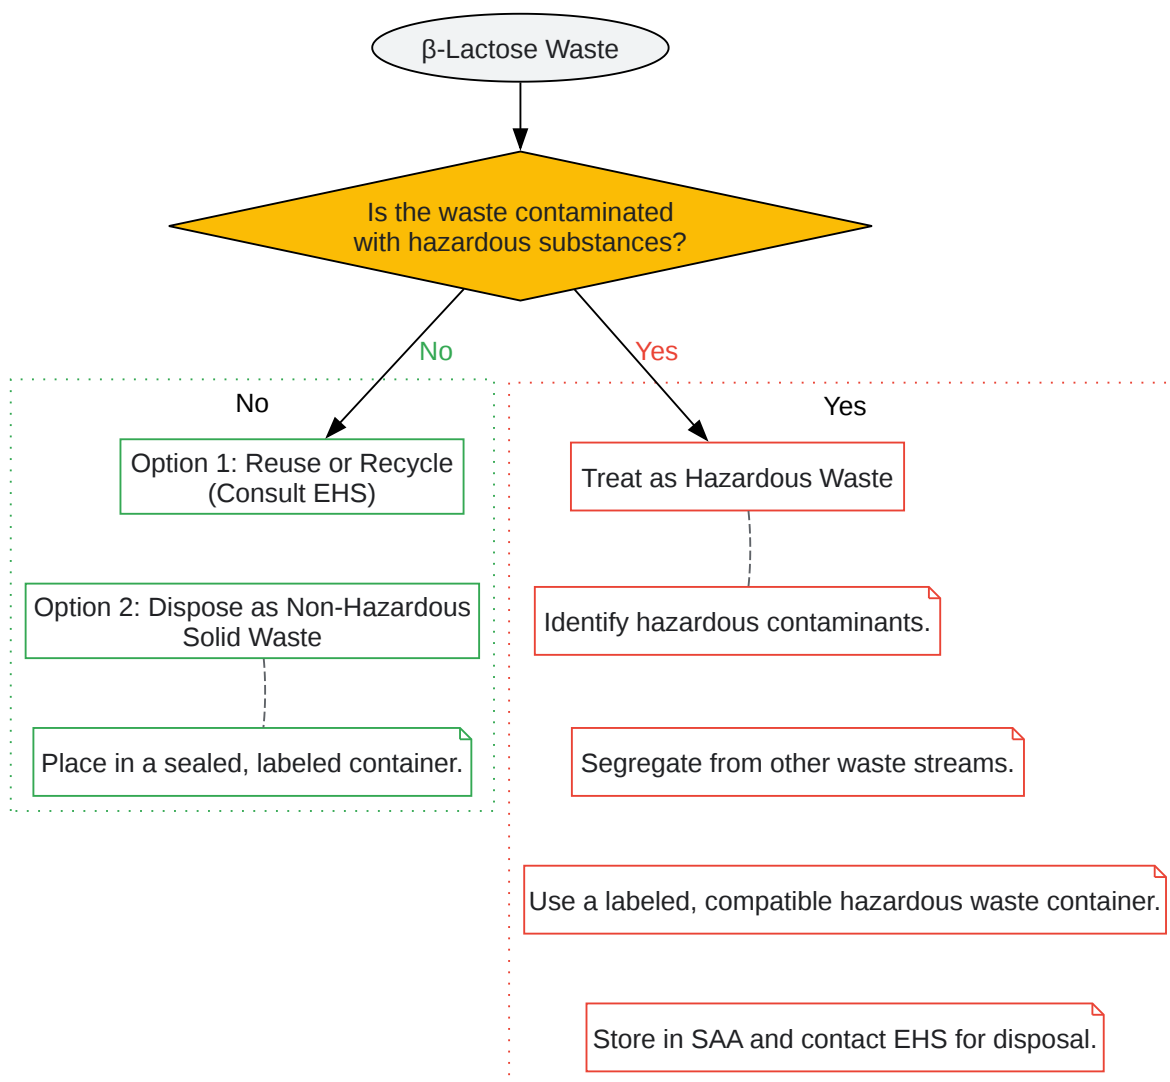 β-Lactose Waste
Is the waste contaminated
with hazardous substances?
No
Yes
No
Option 1: Reuse or Recycle
(Consult EHS)
Option 2: Dispose as Non-Hazardous
Solid Waste
Place in a sealed, labeled container.
Yes
Treat as Hazardous Waste
Identify hazardous contaminants.
Segregate from other waste streams.
Use a labeled, compatible hazardous waste container.
Store in SAA and contact EHS for disposal.